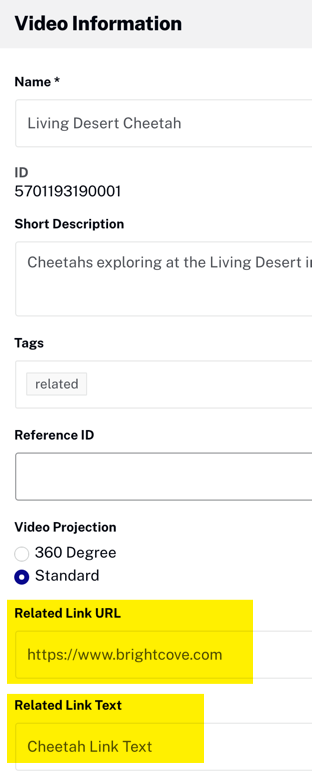 Video Information
Name *
Living Desert Cheetah
ID
5701193190001
Short Description
Cheetahs exploring at the Living Desert
Tags
related
Reference ID
Video Projection
360 Degree
Standard
Related Link URL
https://www.brightcove.com
Related Link Text
Cheetah Link Text